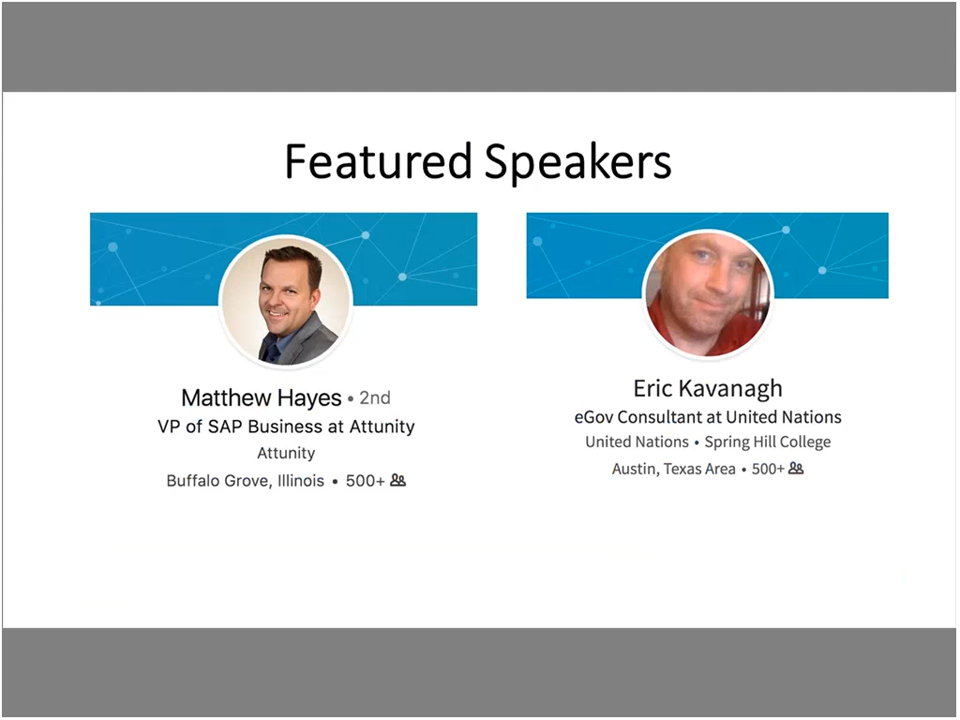 Featured Speakers
Matthew Hayes • 2nd
VP of SAP Business at Attunity
Attunity
Buffalo Grove, Illinois • 500+
Eric Kavanagh
eGov Consultant at United Nations
United Nations • Spring Hill College
Austin, Texas Area • 500+